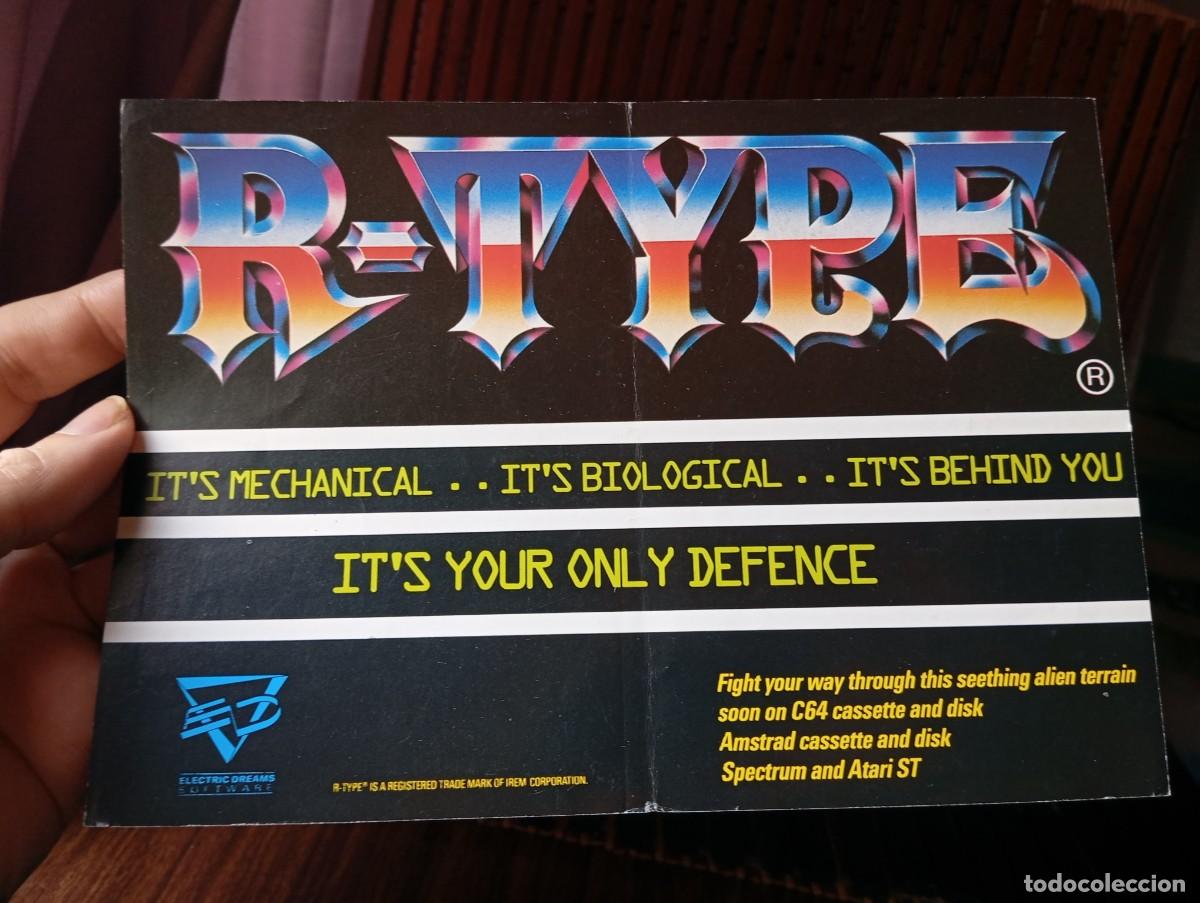 R-TYPE
®
IT'S MECHANICAL . . IT'S BIOLOGICAL . . IT'S BEHIND YOU
IT'S YOUR ONLY DEFENCE
Fight your way through this seething alien terrain
soon on C64 cassette and disk
Amstrad cassette and disk
Spectrum and Atari ST
ED
ELECTRIC DREAMS
SOFTWARE
R-TYPE® IS A REGISTERED TRADE MARK OF IREM CORPORATION.
todocoleccion